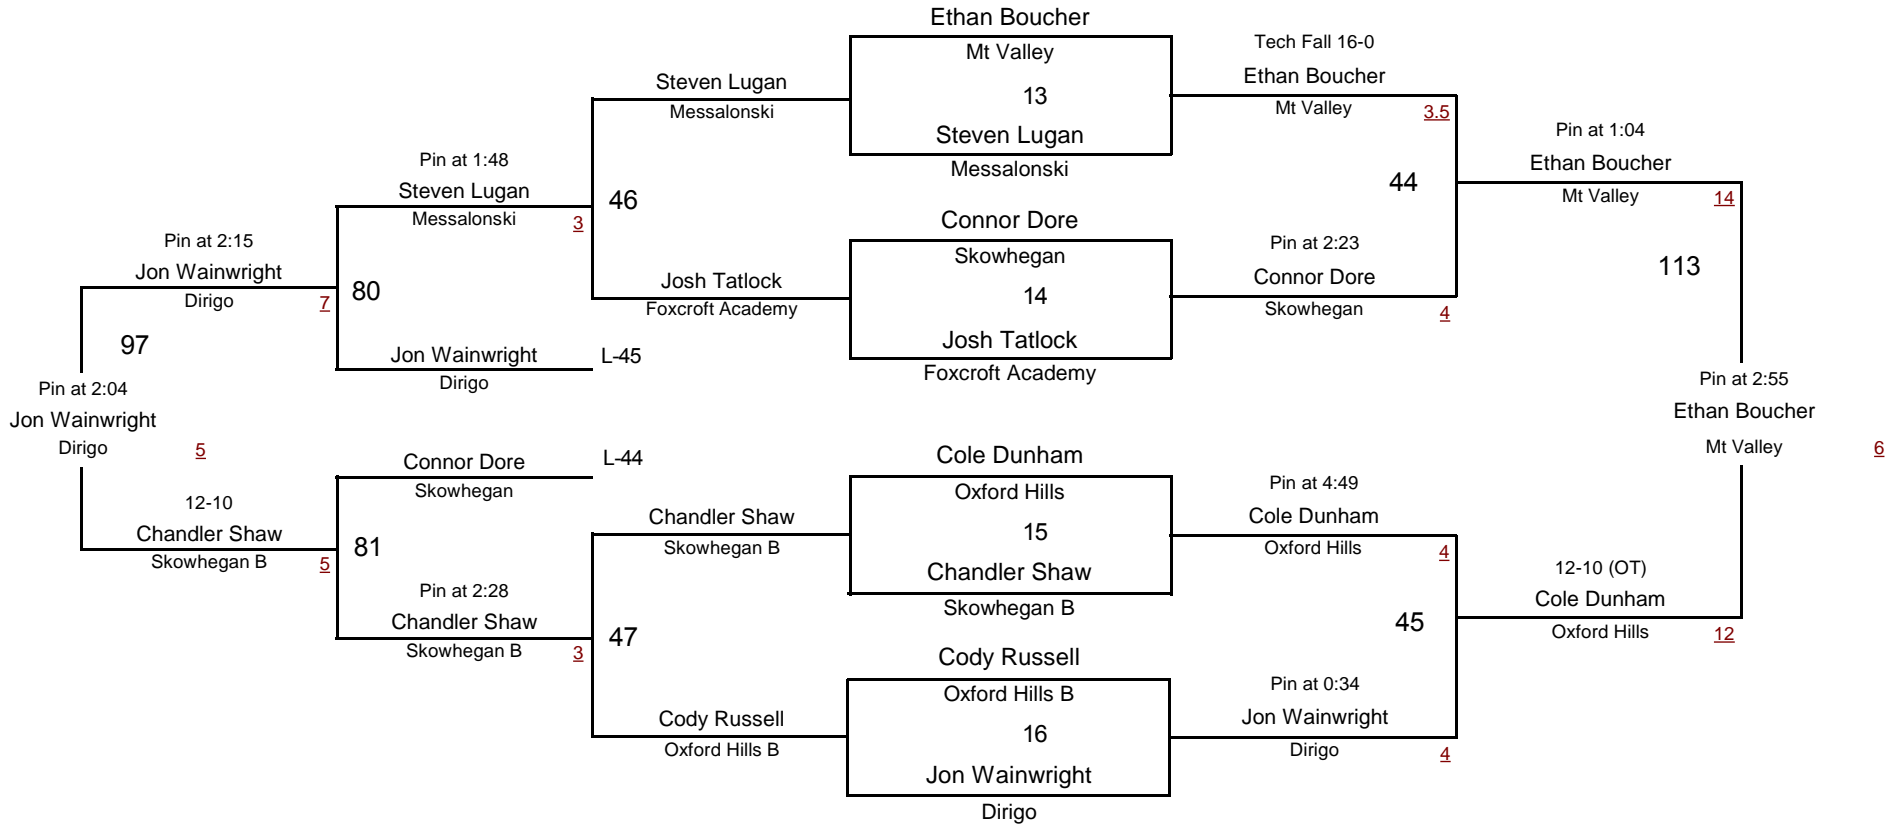 Ethan Boucher
Mt Valley
13
Steven Lugan
Messalonski
Steven Lugan
Messalonski
Tech Fall 16-0
Ethan Boucher
Mt Valley
3.5
Pin at 1:04
Ethan Boucher
Mt Valley
14
Pin at 1:48
Steven Lugan
Messalonski
3
46
44
Connor Dore
Skowhegan
14
Josh Tatlock
Foxcroft Academy
Josh Tatlock
Foxcroft Academy
Pin at 2:23
Connor Dore
Skowhegan
4
113
Pin at 2:15
Jon Wainwright
Dirigo
7
80
Jon Wainwright
Dirigo
L-45
97
Pin at 2:04
Jon Wainwright
Dirigo
5
Pin at 2:55
Ethan Boucher
Mt Valley
6
Connor Dore
Skowhegan
L-44
Cole Dunham
Oxford Hills
15
Chandler Shaw
Skowhegan B
Chandler Shaw
Skowhegan B
Pin at 4:49
Cole Dunham
Oxford Hills
4
12-10
Chandler Shaw
Skowhegan B
5
81
12-10 (OT)
Cole Dunham
Oxford Hills
12
Pin at 2:28
Chandler Shaw
Skowhegan B
3
47
45
Cody Russell
Oxford Hills B
16
Jon Wainwright
Dirigo
Cody Russell
Oxford Hills B
Pin at 0:34
Jon Wainwright
Dirigo
4